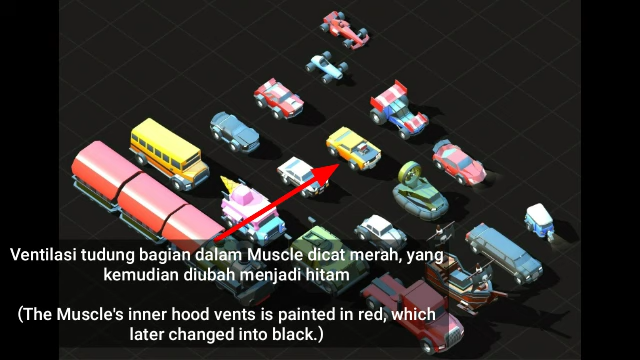 Ventilasi tudung bagian dalam Muscle dicat merah, yang
kemudian diubah menjadi hitam
(The Muscle's inner hood vents is painted in red, which
later changed into black.)